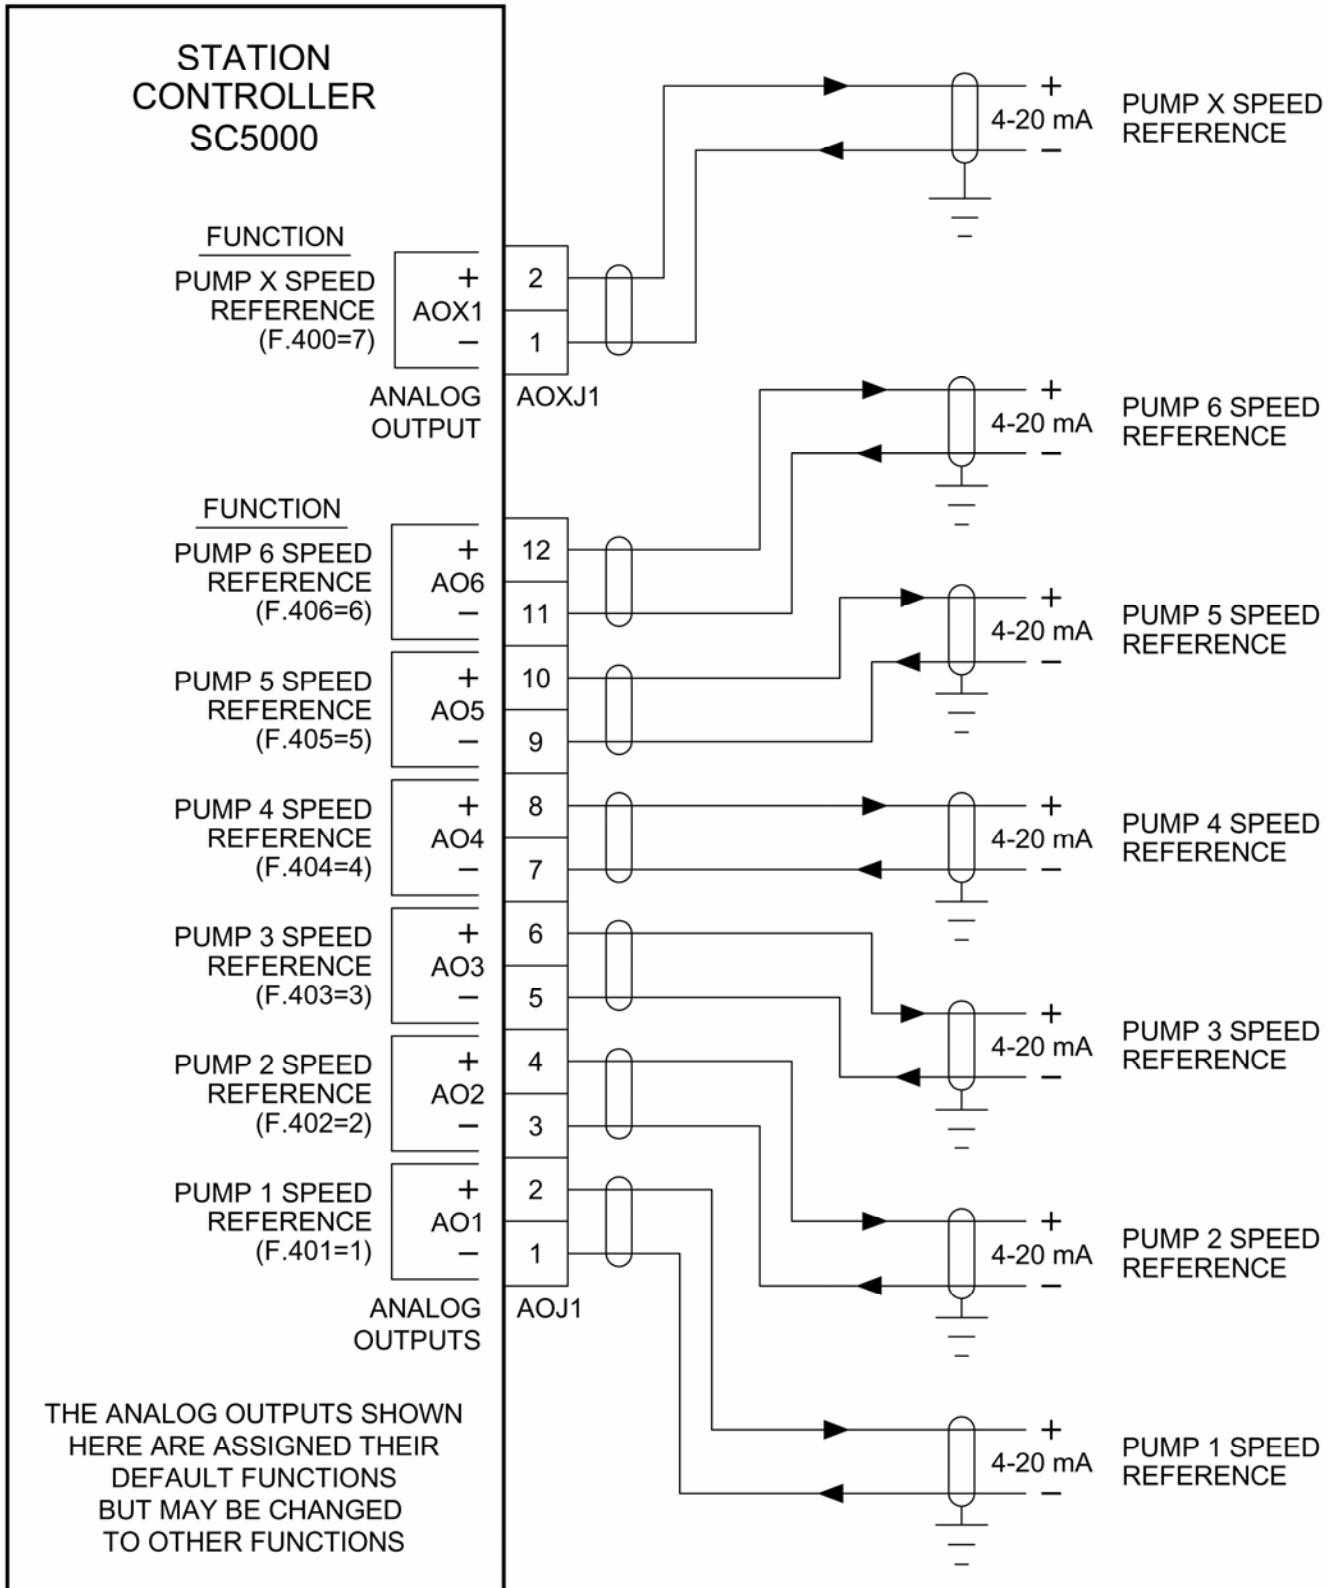 STATION
CONTROLLER
SC5000
+
4-20 mA
−
PUMP X SPEED
REFERENCE
FUNCTION
PUMP X SPEED
REFERENCE
(F.400=7)
+
AOX1
−
2
1
ANALOG
OUTPUT
AOXJ1
+
4-20 mA
−
PUMP 6 SPEED
REFERENCE
FUNCTION
PUMP 6 SPEED
REFERENCE
(F.406=6)
+
AO6
−
12
11
+
4-20 mA
−
PUMP 5 SPEED
REFERENCE
PUMP 5 SPEED
REFERENCE
(F.405=5)
+
AO5
−
10
9
PUMP 4 SPEED
REFERENCE
(F.404=4)
+
AO4
−
8
7
+
4-20 mA
−
PUMP 4 SPEED
REFERENCE
PUMP 3 SPEED
REFERENCE
(F.403=3)
+
AO3
−
6
5
+
4-20 mA
−
PUMP 3 SPEED
REFERENCE
PUMP 2 SPEED
REFERENCE
(F.402=2)
+
AO2
−
4
3
+
4-20 mA
−
PUMP 2 SPEED
REFERENCE
PUMP 1 SPEED
REFERENCE
(F.401=1)
+
AO1
−
2
1
ANALOG
OUTPUTS
AOJ1
+
4-20 mA
−
PUMP 1 SPEED
REFERENCE
THE ANALOG OUTPUTS SHOWN
HERE ARE ASSIGNED THEIR
DEFAULT FUNCTIONS
BUT MAY BE CHANGED
TO OTHER FUNCTIONS